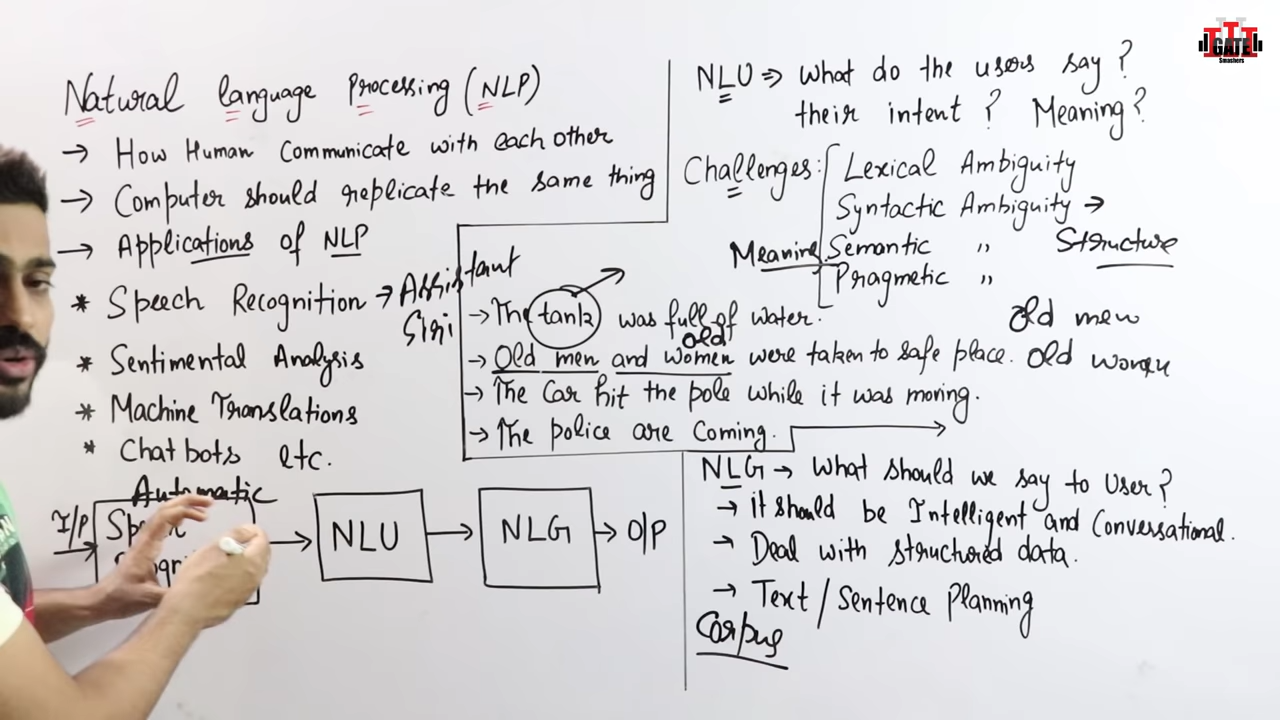 Natural language Processing (NLP)
→ How Human Communicate with each other
→ Computer should replicate the same thing
→ Applications of NLP
* Speech Recognition → Assistant
Siri
* Sentimental Analysis
* Machine Translations
* Chatbots etc.
Automatic
I/P
NLU
NLG
O/P
NLU ⇒ What do the users say?
their intent? Meaning?
Challenges: Lexical Ambiguity
Syntactic Ambiguity →
Structure
Meaning Semantic "
Pragmetic "
→ The tank was full of water.
Old men
old
→ Old men and women were taken to safe place.
Old women
→ The Car hit the pole while it was moving.
→ The police are Coming.
NLG → What should we say to User?
→ it should be Intelligent and Conversational.
→ Deal with structured data.
→ Text / Sentence Planning
Corpus
GATE
Smashers